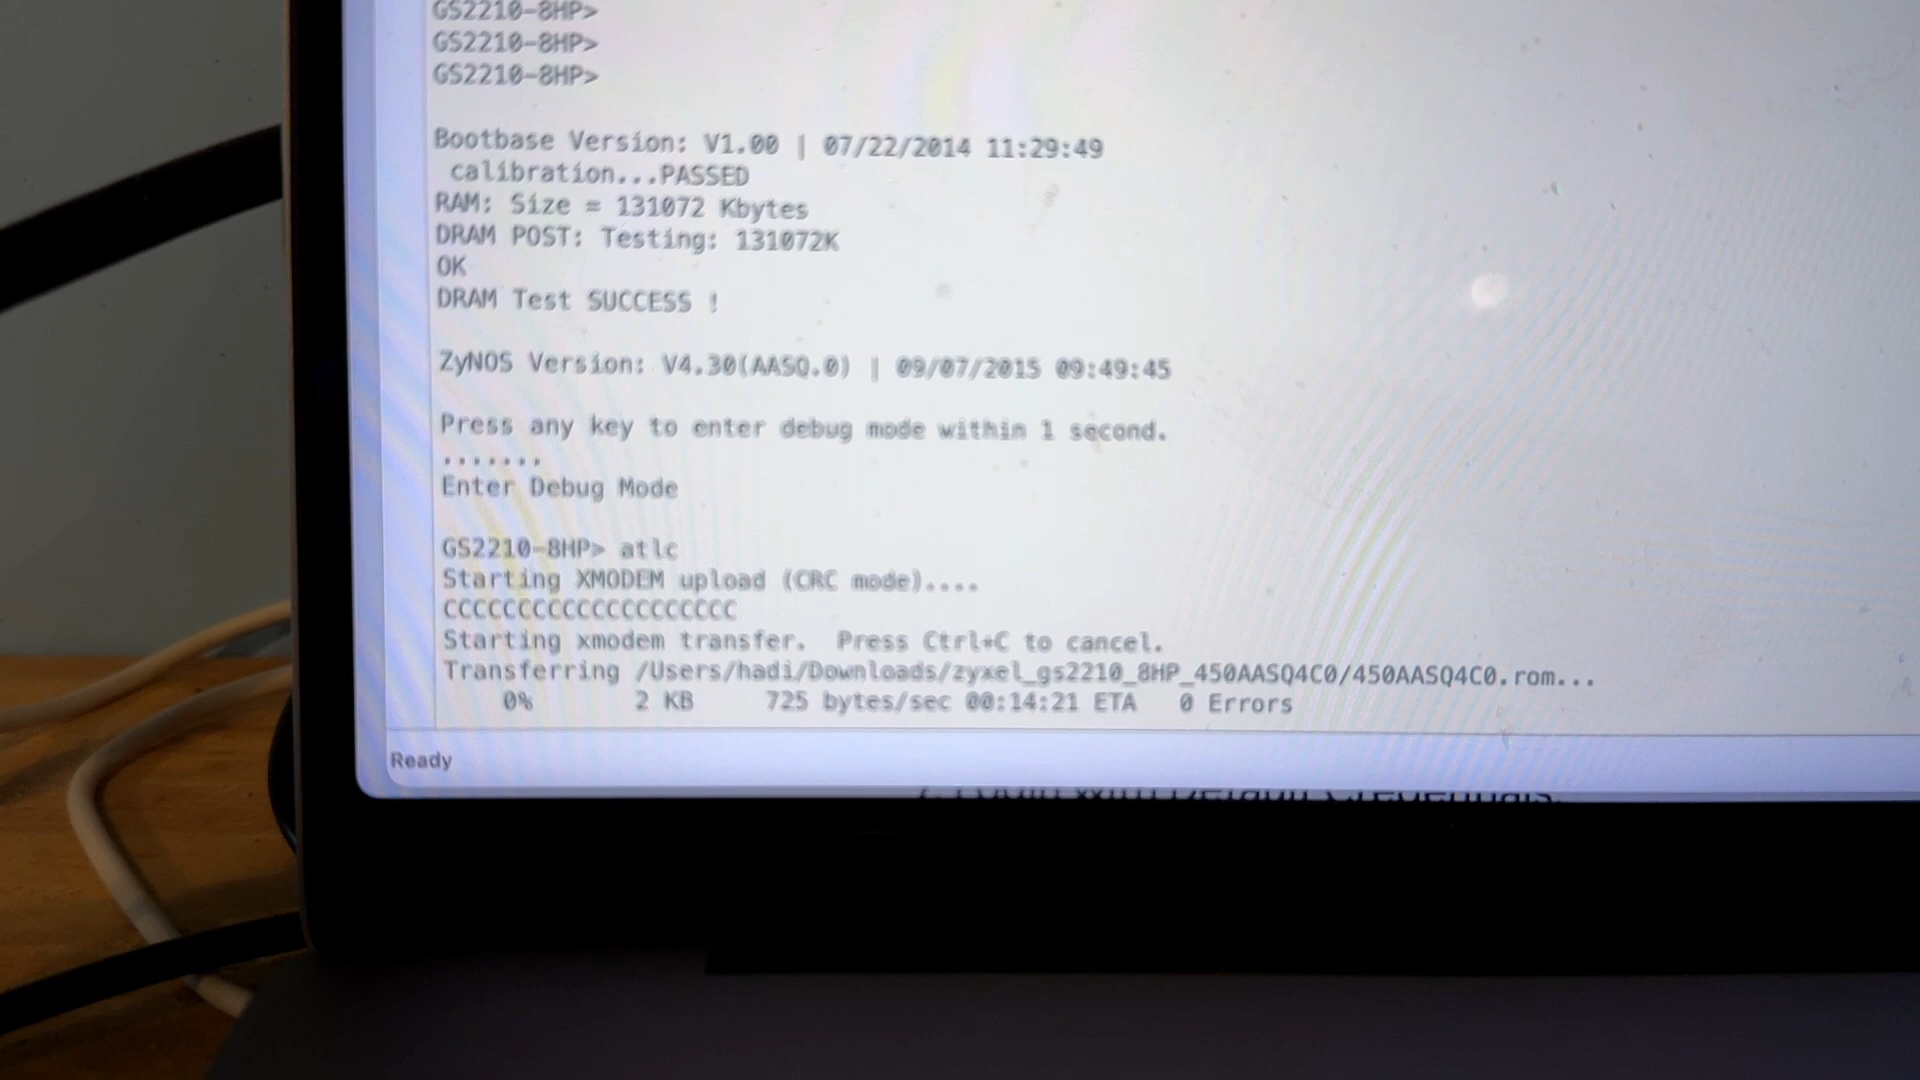 GS2210-8HP>
GS2210-8HP>
GS2210-8HP>
Bootbase Version: V1.00 | 07/22/2014 11:29:49
calibration...PASSED
RAM: Size = 131072 Kbytes
DRAM POST: Testing: 131072K
OK
DRAM Test SUCCESS !
ZyNOS Version: V4.30(AASQ.0) | 09/07/2015 09:49:45
Press any key to enter debug mode within 1 second.
.......
Enter Debug Mode
GS2210-8HP> atlc
Starting XMODEM upload (CRC mode)....
CCCCCCCCCCCCCCCCCCCC
Starting xmodem transfer. Press Ctrl+C to cancel.
Transferring /Users/hadi/Downloads/zyxel_gs2210_8HP_450AASQ4C0/450AASQ4C0.rom...
0% 2 KB 725 bytes/sec 00:14:21 ETA 0 Errors
Ready